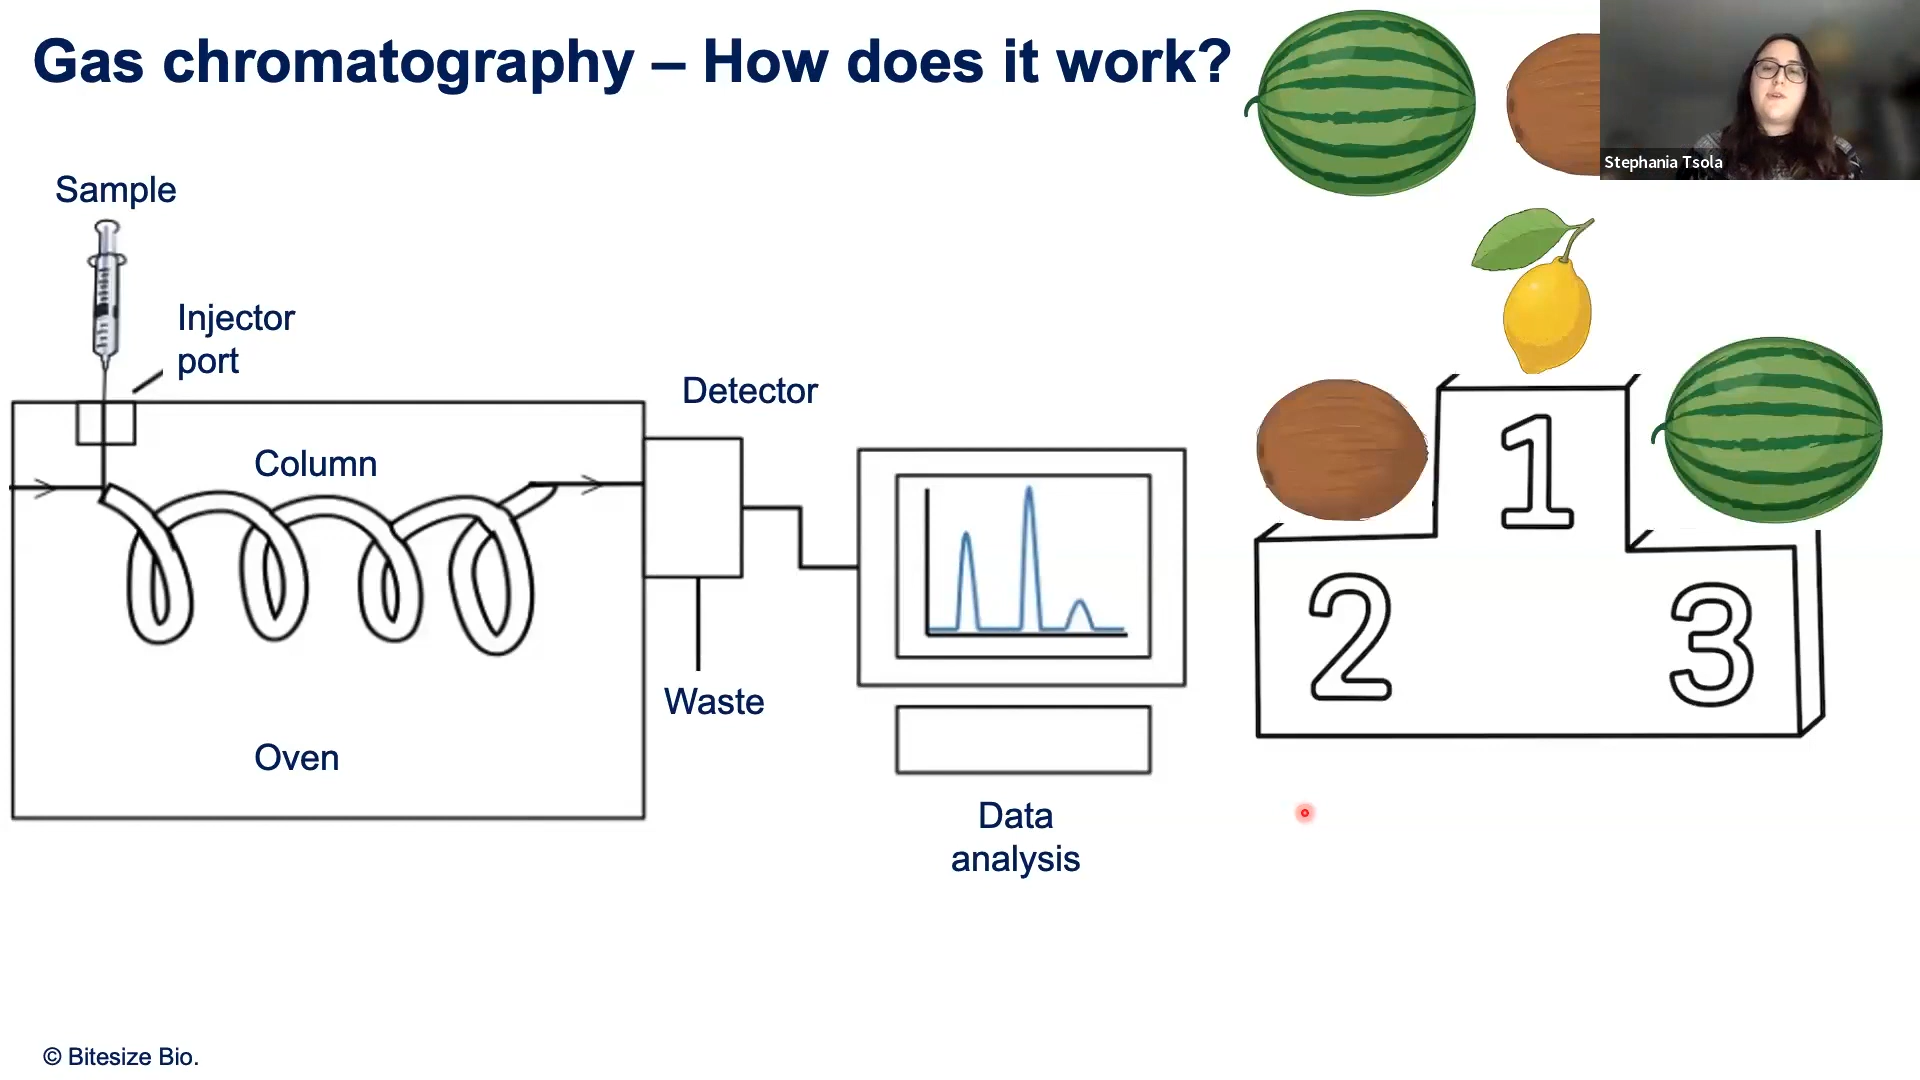 Gas chromatography – How does it work?
Stephania Tsola
Sample
Injector
port
Detector
Column
1
2
3
Waste
Oven
Data
analysis
© Bitesize Bio.